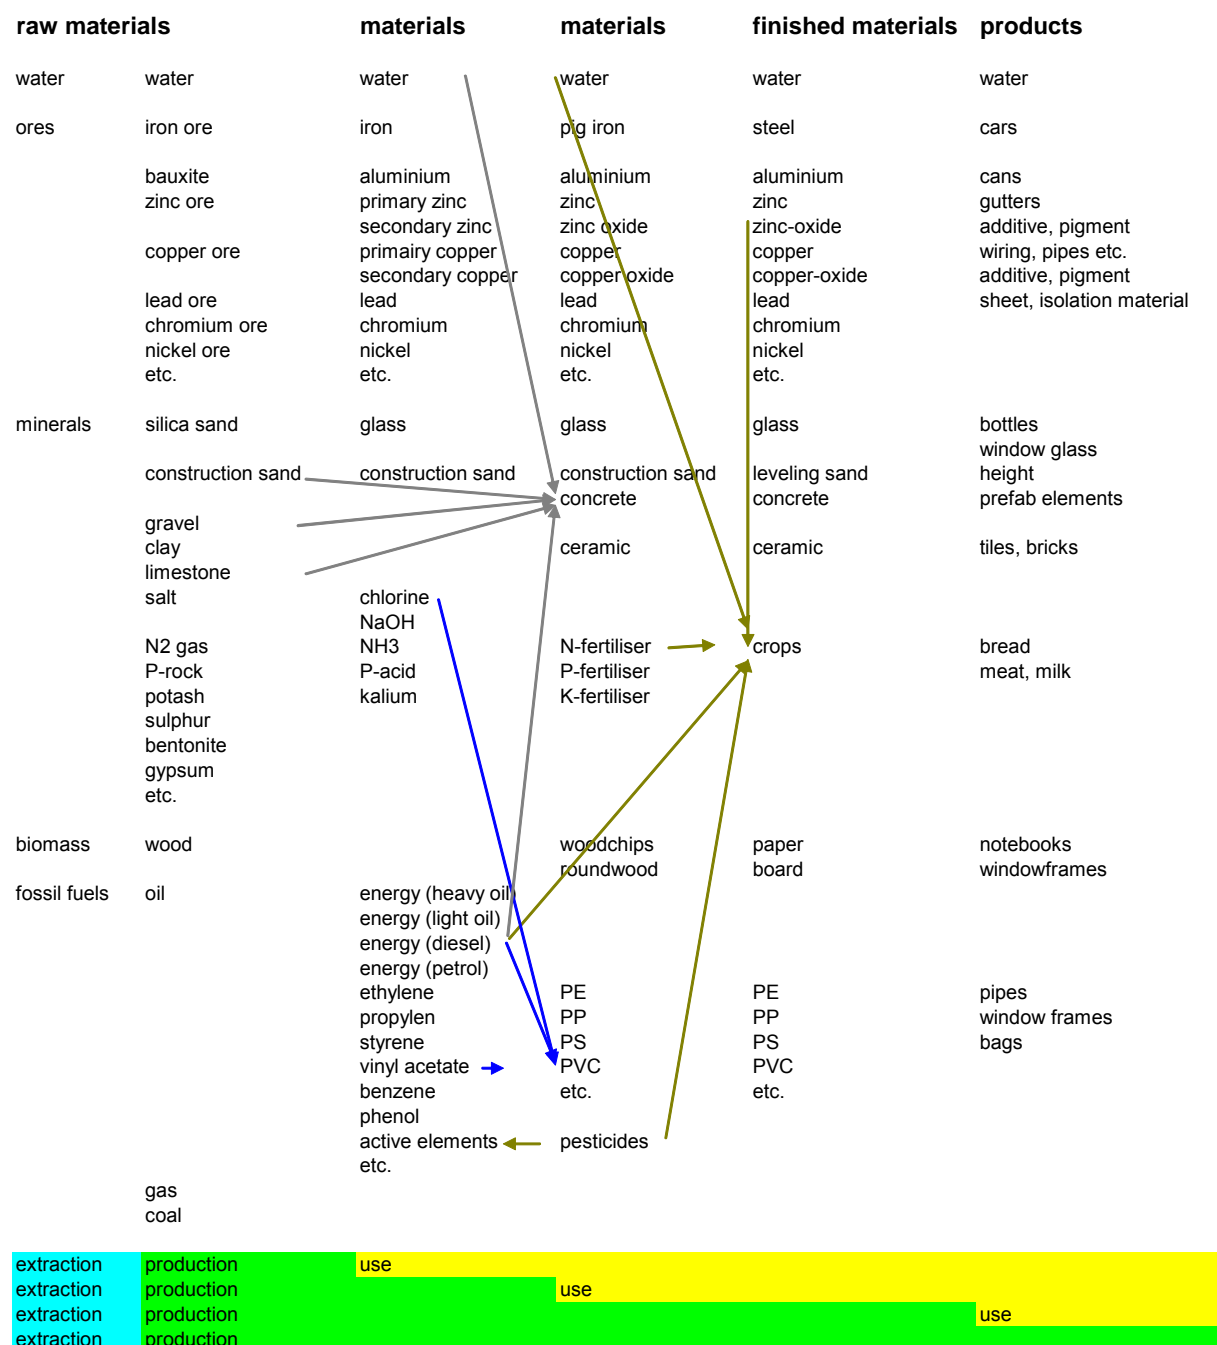 raw materials materials materials finished materials products
water water water water water water
ores iron ore iron pig iron steel cars
bauxite aluminium aluminium aluminium cans
zinc ore primary zinc zinc zinc gutters
secondary zinc zinc oxide zinc-oxide additive, pigment
copper ore primairy copper copper copper wiring, pipes etc.
secondary copper copper oxide copper-oxide additive, pigment
lead ore lead lead lead sheet, isolation material
chromium ore chromium chromium chromium
nickel ore nickel nickel nickel
etc. etc. etc. etc.
minerals silica sand glass glass glass bottles
window glass
construction sand construction sand construction sand leveling sand height
concrete concrete prefab elements
gravel
clay ceramic ceramic tiles, bricks
limestone
salt chlorine
NaOH
N2 gas NH3 N-fertiliser crops bread
P-rock P-acid P-fertiliser meat, milk
potash kalium K-fertiliser
sulphur
bentonite
gypsum
etc.
biomass wood woodchips paper notebooks
roundwood board windowframes
fossil fuels oil energy (heavy oil)
energy (light oil)
energy (diesel)
energy (petrol)
ethylene PE PE pipes
propylen PP PP window frames
styrene PS PS bags
vinyl acetate PVC PVC
benzene etc. etc.
phenol
active elements pesticides
etc.
gas
coal
extraction production use
extraction production use
extraction production use
extraction production